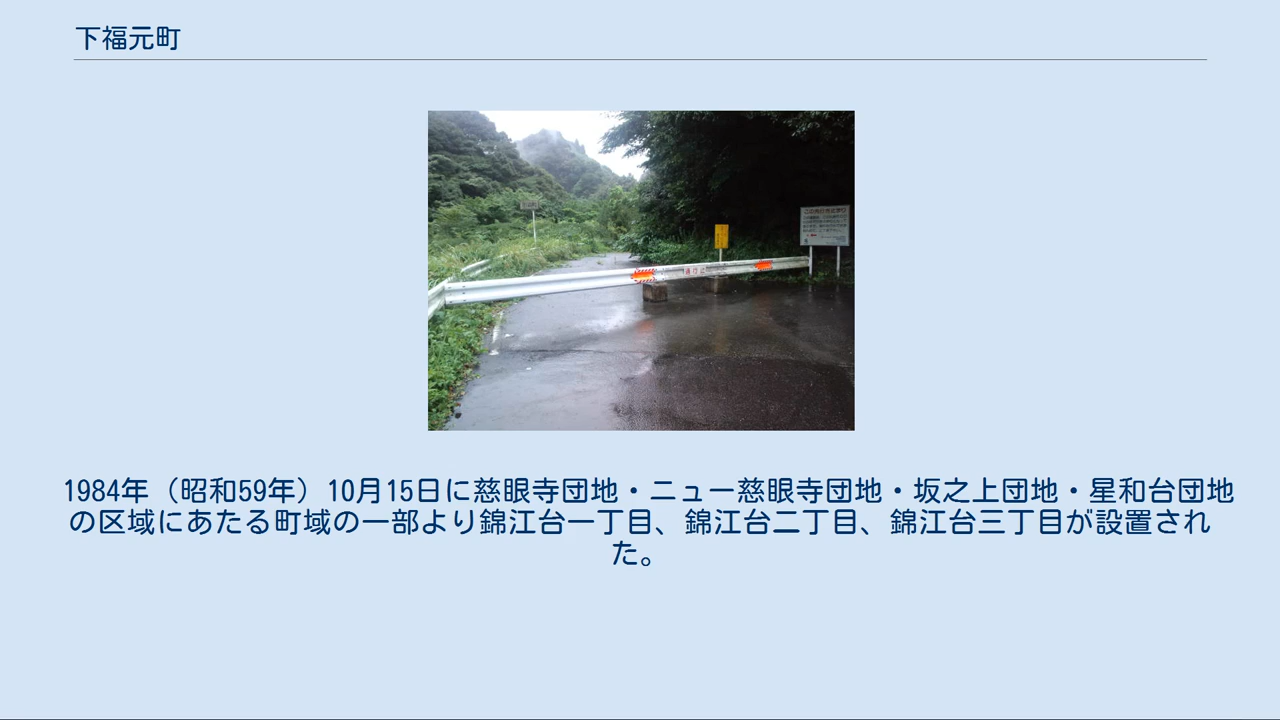 下福元町
1984年（昭和59年）10月15日に慈眼寺団地・ニュー慈眼寺団地・坂之上団地・星和台団地
の区域にあたる町域の一部より錦江台一丁目、錦江台二丁目、錦江台三丁目が設置され
た。